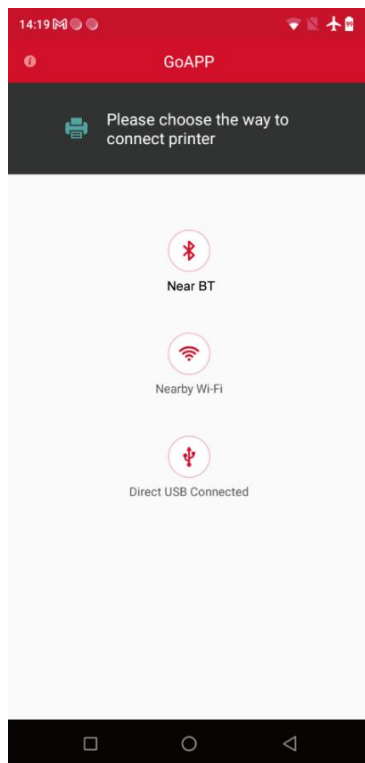 14:19
GoAPP
Please choose the way to
connect printer
Near BT
Nearby Wi-Fi
Direct USB Connected